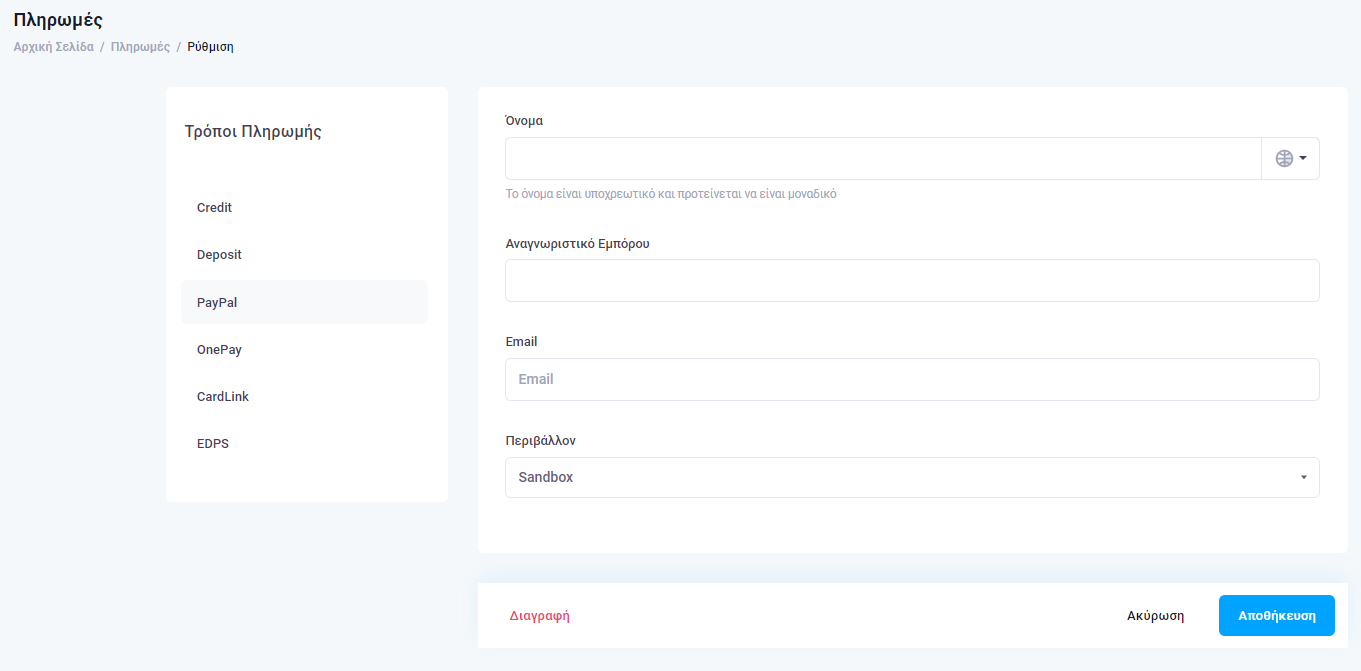 Πληρωμές
Αρχική Σελίδα / Πληρωμές / Ρύθμιση
Τρόποι Πληρωμής
Credit
Deposit
PayPal
OnePay
CardLink
EDPS
Όνομα
Το όνομα είναι υποχρεωτικό και προτείνεται να είναι μοναδικό
Αναγνωριστικό Εμπόρου
Email
Email
Περιβάλλον
Sandbox
Διαγραφή
Ακύρωση
Αποθήκευση